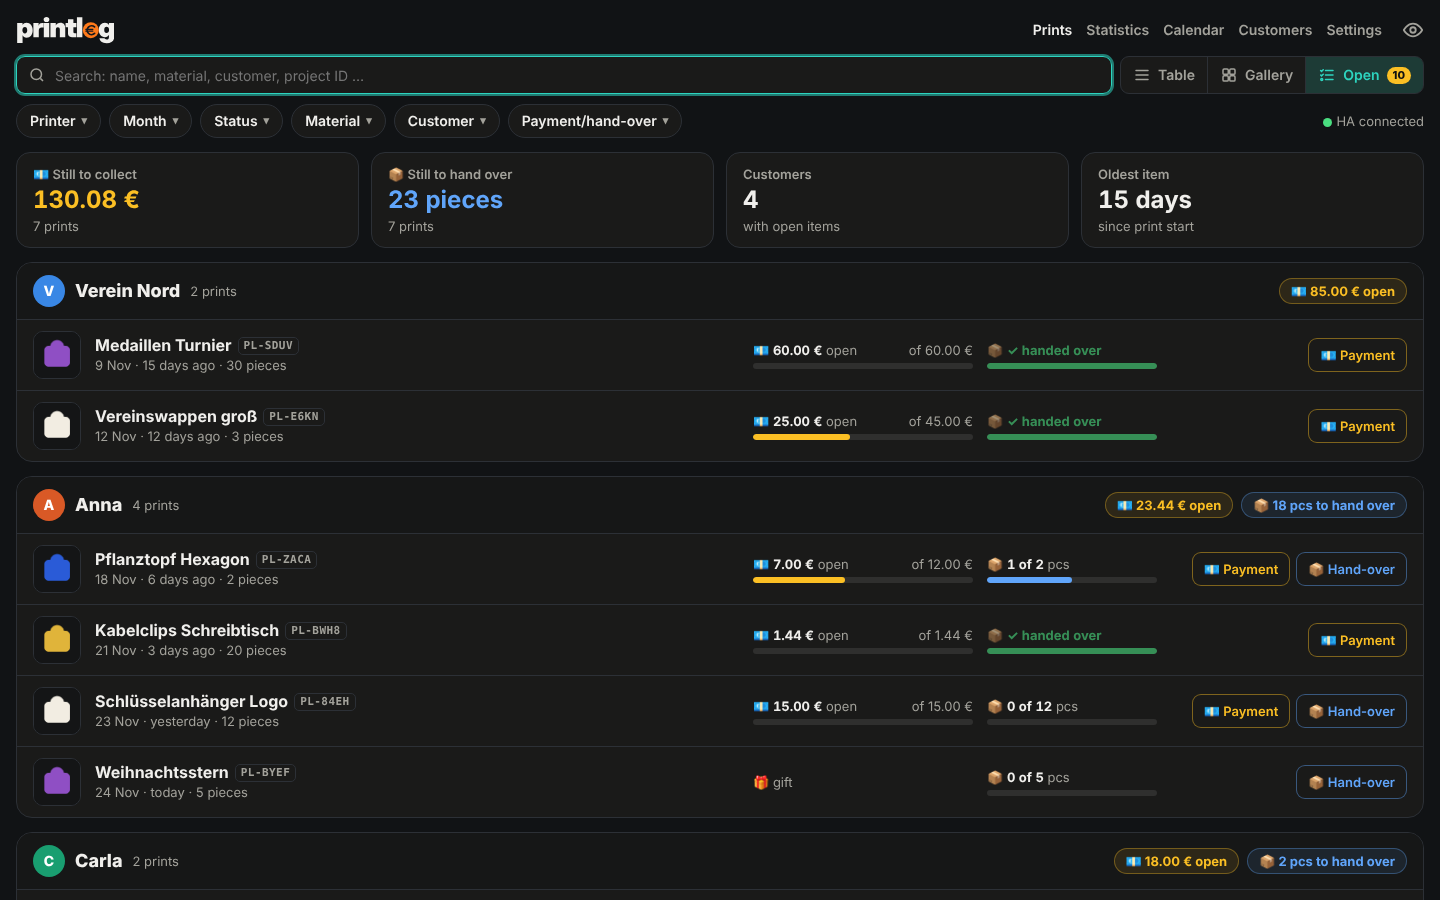 printlog
Prints Statistics Calendar Customers Settings
Search: name, material, customer, project ID ...
Table Gallery Open 10
Printer ▾ Month ▾ Status ▾ Material ▾ Customer ▾ Payment/hand-over ▾
HA connected
💶 Still to collect
130.08 €
7 prints
📦 Still to hand over
23 pieces
7 prints
Customers
4
with open items
Oldest item
15 days
since print start
V Verein Nord 2 prints 💶 85.00 € open
Medaillen Turnier PL-SDUV
9 Nov · 15 days ago · 30 pieces
💶 60.00 € open of 60.00 € 📦 ✓ handed over 💶 Payment
Vereinswappen groß PL-E6KN
12 Nov · 12 days ago · 3 pieces
💶 25.00 € open of 45.00 € 📦 ✓ handed over 💶 Payment
A Anna 4 prints 💶 23.44 € open 📦 18 pcs to hand over
Pflanztopf Hexagon PL-ZACA
18 Nov · 6 days ago · 2 pieces
💶 7.00 € open of 12.00 € 📦 1 of 2 pcs 💶 Payment 📦 Hand-over
Kabelclips Schreibtisch PL-BWH8
21 Nov · 3 days ago · 20 pieces
💶 1.44 € open of 1.44 € 📦 ✓ handed over 💶 Payment
Schlüsselanhänger Logo PL-84EH
23 Nov · yesterday · 12 pieces
💶 15.00 € open of 15.00 € 📦 0 of 12 pcs 💶 Payment 📦 Hand-over
Weihnachtsstern PL-BYEF
24 Nov · today · 5 pieces
🎁 gift 📦 0 of 5 pcs 📦 Hand-over
C Carla 2 prints 💶 18.00 € open 📦 2 pcs to hand over